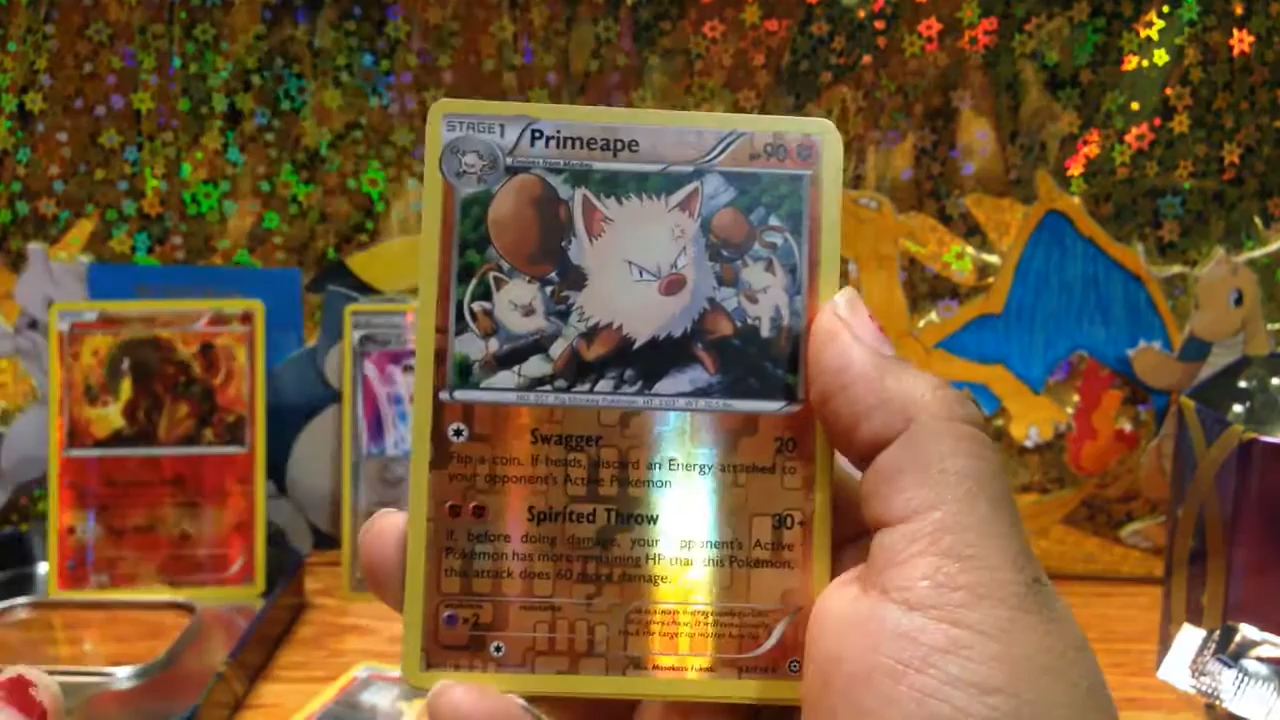 STAGE 1 Primeape HP 90
Evolves from Mankey
NO. 057 Pig Monkey Pokémon HT: 3'03" WT: 70.5 lbs.
Swagger 20
Flip a coin. If heads, discard an Energy attached to
your opponent's Active Pokémon
Spirited Throw 30+
If, before doing damage, your opponent's Active
Pokémon has more remaining HP than this Pokémon,
this attack does 60 more damage.
weakness resistance
×2